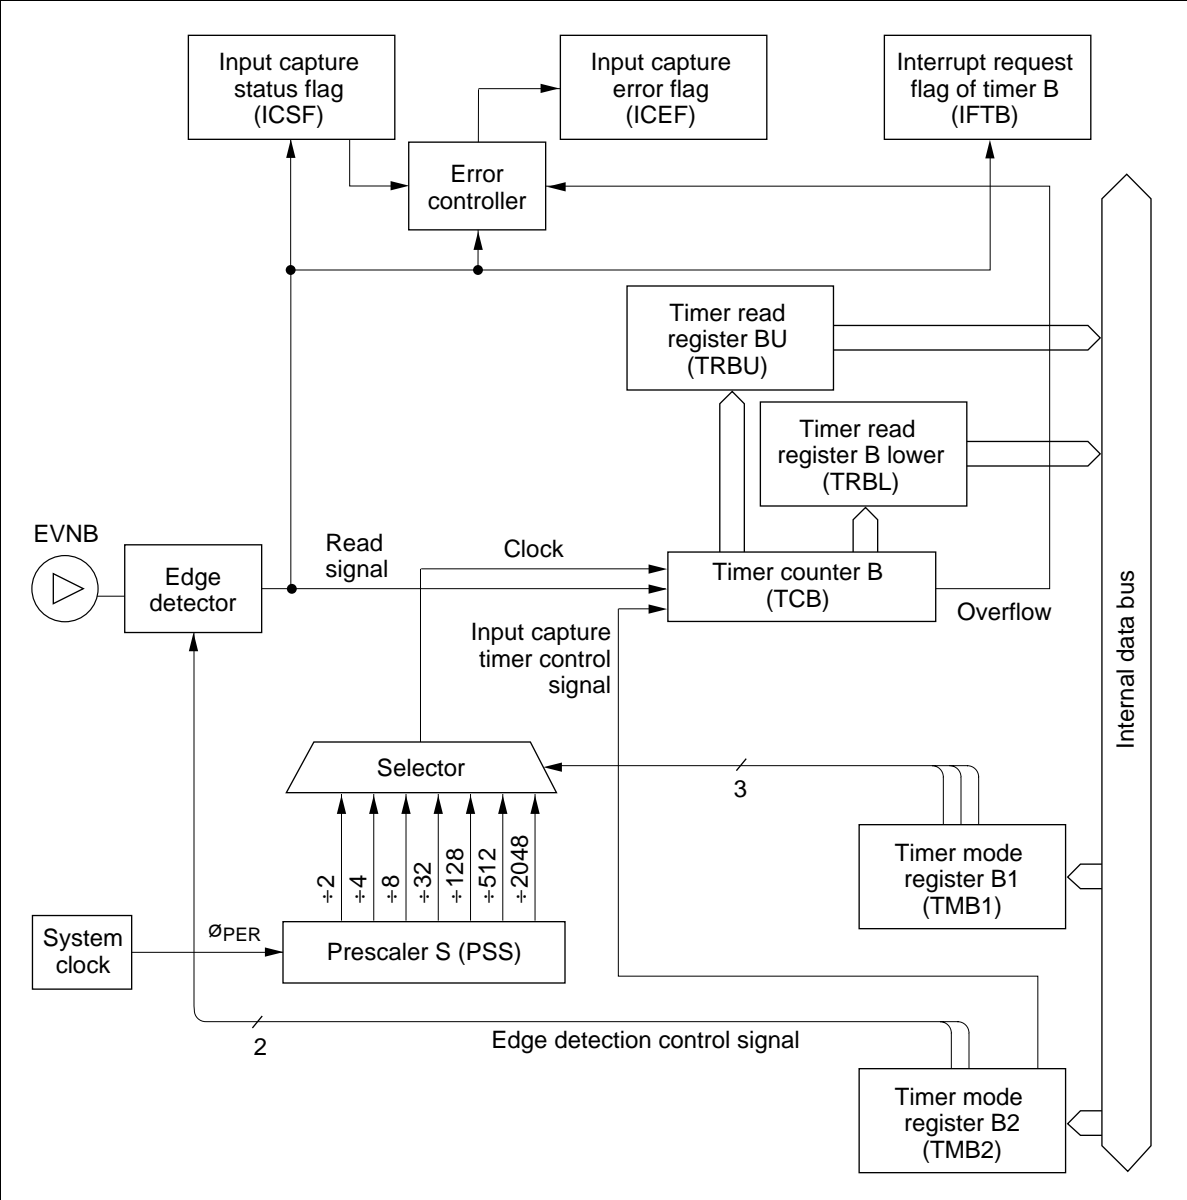 Input capture
status flag
(ICSF)
Input capture
error flag
(ICEF)
Interrupt request
flag of timer B
(IFTB)
Error
controller
Timer read
register BU
(TRBU)
Timer read
register B lower
(TRBL)
EVNB
Edge
detector
Read
signal
Clock
Timer counter B
(TCB)
Overflow
Input capture
timer control
signal
Internal data bus
Selector
3
÷2
÷4
÷8
÷32
÷128
÷512
÷2048
Timer mode
register B1
(TMB1)
System
clock
øPER
Prescaler S (PSS)
2
Edge detection control signal
Timer mode
register B2
(TMB2)